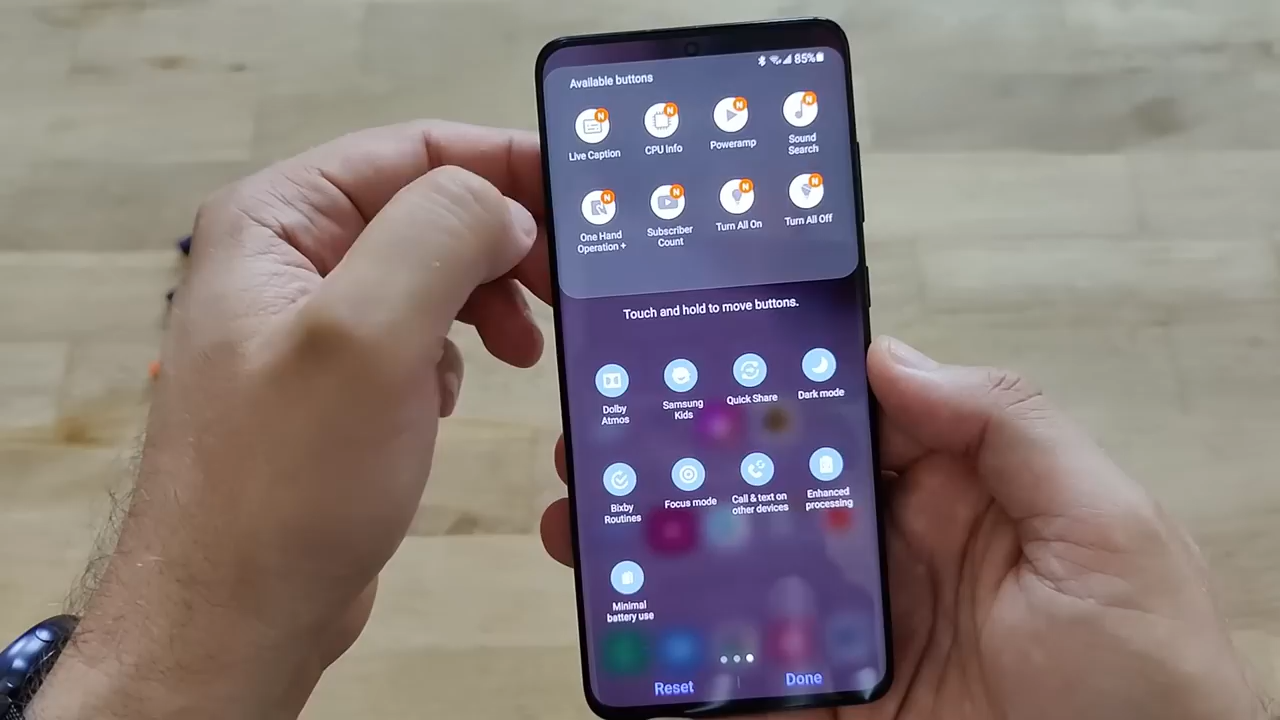 85%
Available buttons
N
N
N
N
Live Caption
CPU Info
Poweramp
Sound
Search
N
N
N
N
One Hand
Operation +
Subscriber
Count
Turn All On
Turn All Off
Touch and hold to move buttons.
Dolby
Atmos
Samsung
Kids
Quick Share
Dark mode
Bixby
Routines
Focus mode
Call & text on
other devices
Enhanced
processing
Minimal
battery use
Reset
Done